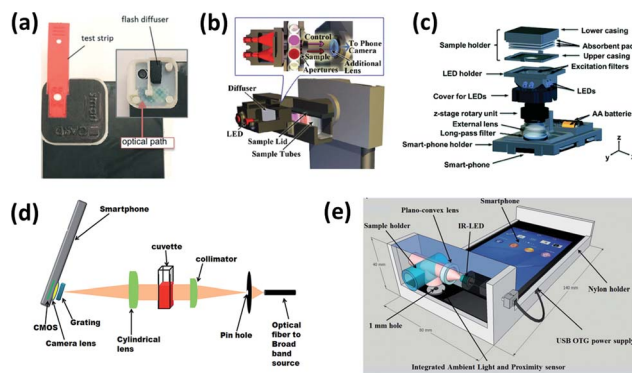 (a)
test strip
flash diffuser
optical path
(b)
Control
Sample
Apertures
To Phone
Camera
Additional
Lens
Diffuser
LED
Sample Lid
Sample Tubes
(c)
Sample holder
Lower casing
Absorbent pad
Upper casing
Excitation filters
LED holder
LEDs
Cover for LEDs
z-stage rotary unit
AA batteries
External lens
Long-pass filter
Smart-phone holder
Smart-phone
z
y
(d)
Smartphone
cuvette
collimator
CMOS
Camera lens
Grating
Cylindrical
lens
Pin hole
Optical
fiber to
Broad
band
source
(e)
Smartphone
Plano-convex lens
IR-LED
Sample holder
1 mm hole
Nylon holder
USB OTG power supply
Integrated Ambient Light and Proximity sensor